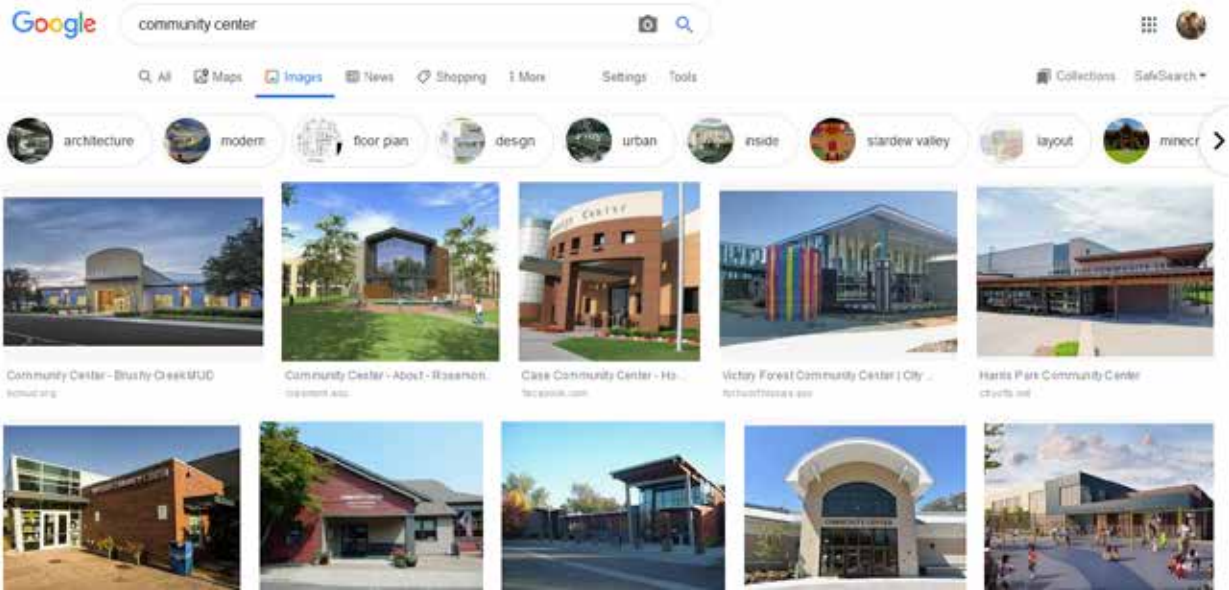 Google
community center
All Maps Images News Shopping More Settings Tools Collections SafeSearch
architecture modern floor plan design urban inside stardew valley layout minecr
Center
Community Center - Brushy Creek MUD
Community Center - About - Rosemon...
Case Community Center - Ho...
Victory Forest Community Center | City ...
Harris Park Community Center
facebook.com
COMMUNITY CENTER